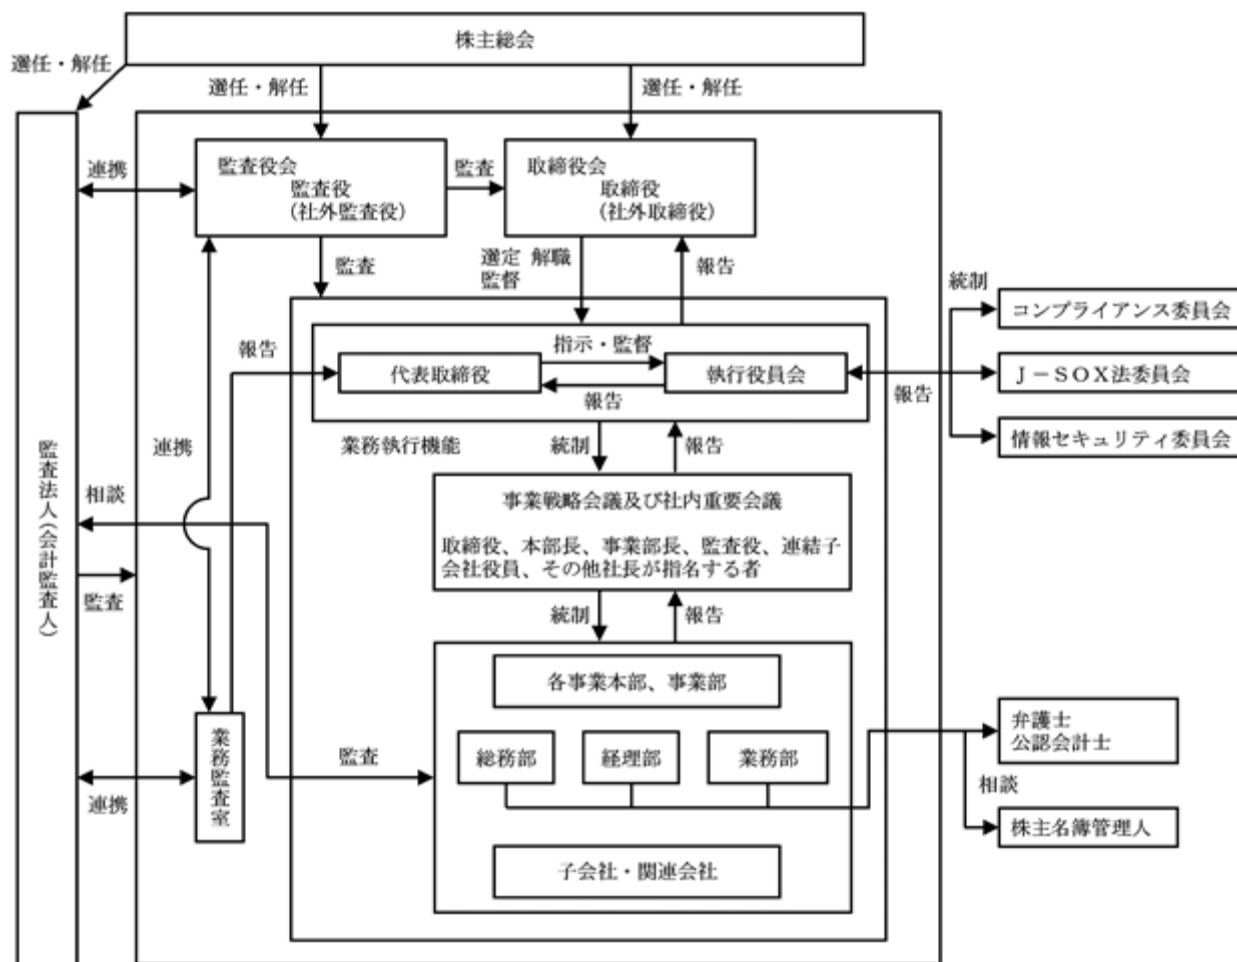 株主総会
選任・解任
選任・解任
選任・解任
連携
監査役会
監査役
(社外監査役)
監査
取締役会
取締役
(社外取締役)
監査
選定 解職
監督
報告
統制
コンプライアンス委員会
報告
指示・監督
代表取締役
執行役員会
報告
報告
J-SOX法委員会
情報セキュリティ委員会
業務執行機能
連携
統制
報告
監査法人(会計監査人)
相談
事業戦略会議及び社内重要会議
取締役、本部長、事業部長、監査役、連結子
会社役員、その他社長が指名する者
監査
統制
報告
各事業本部、事業部
業務監査室
監査
総務部
経理部
業務部
弁護士
公認会計士
相談
連携
株主名簿管理人
子会社・関連会社